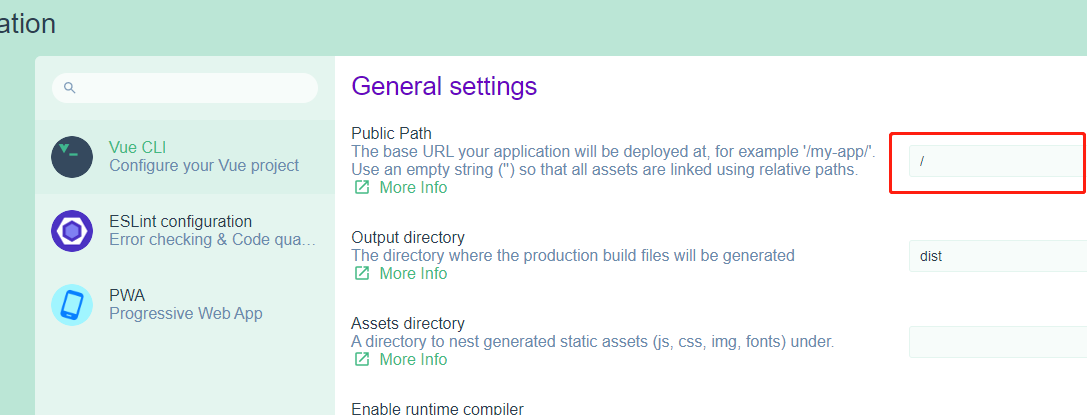 ation
General settings
Vue CLI
Configure your Vue project
ESLint configuration
Error checking & Code qua…
PWA
Progressive Web App
Public Path
The base URL your application will be deployed at, for example '/my-app/'.
Use an empty string ('') so that all assets are linked using relative paths.
More Info
/
Output directory
The directory where the production build files will be generated
More Info
dist
Assets directory
A directory to nest generated static assets (js, css, img, fonts) under.
More Info
Enable runtime compiler